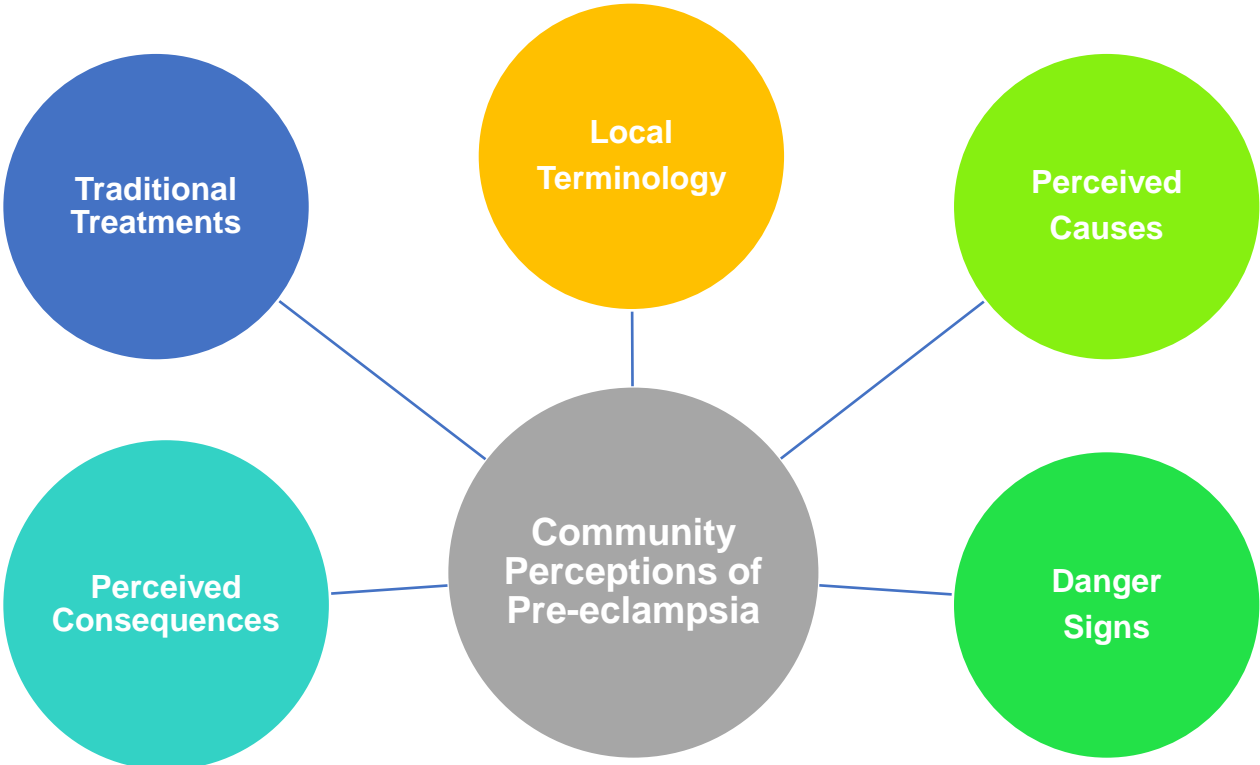 Local
Terminology
Traditional
Treatments
Perceived
Causes
Community
Perceptions of
Pre-eclampsia
Perceived
Consequences
Danger
Signs